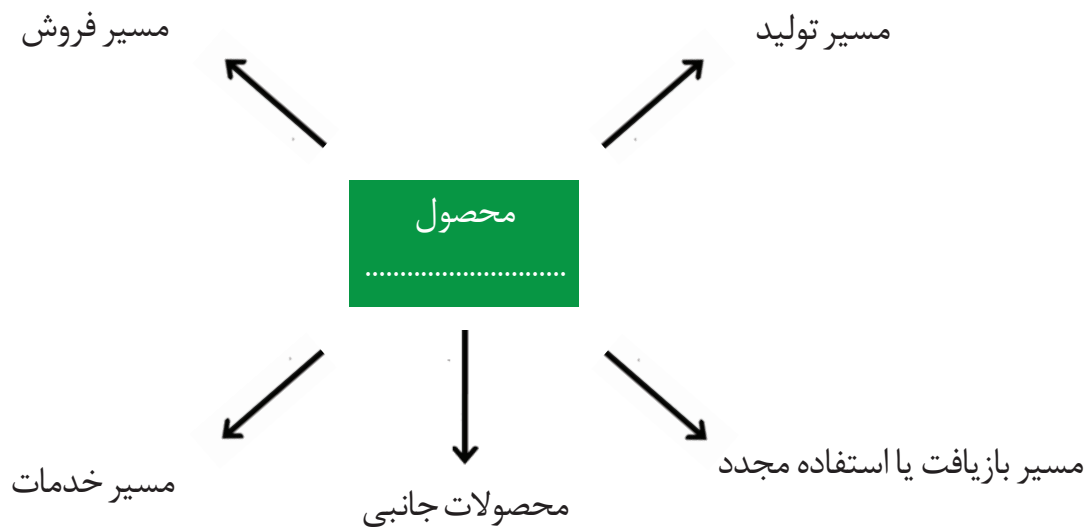 مسیر تولید
مسیر فروش
محصول
.............................
مسیر بازیافت یا استفاده مجدد
محصولات جانبی
مسیر خدمات